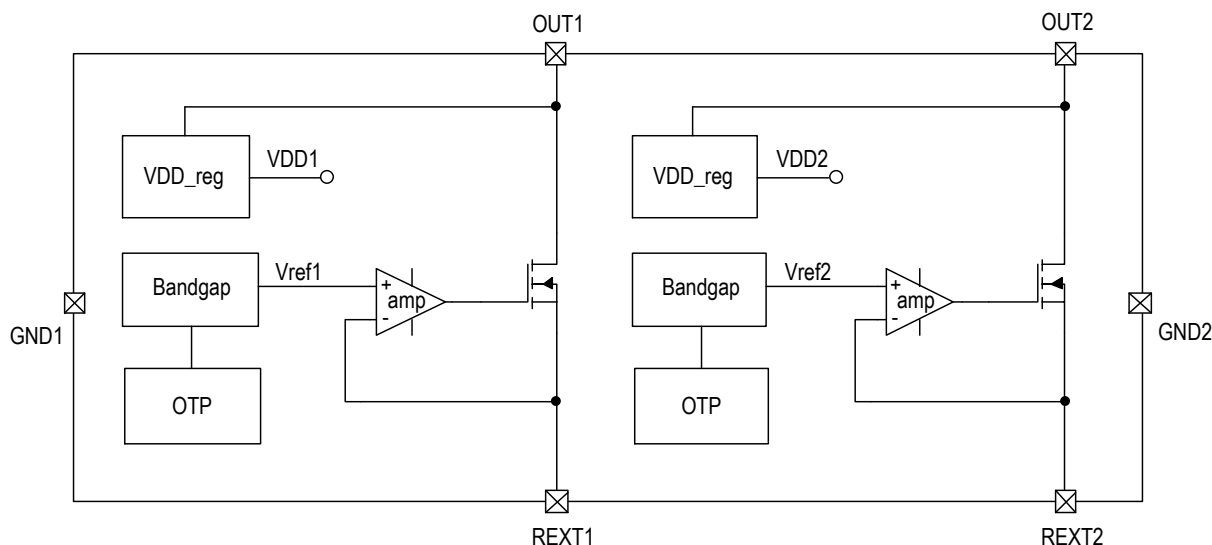 OUT1
OUT2
VDD_reg
VDD1
VDD_reg
VDD2
Bandgap
Vref1
+
amp
-
Bandgap
Vref2
+
amp
-
GND1
GND2
OTP
OTP
REXT1
REXT2